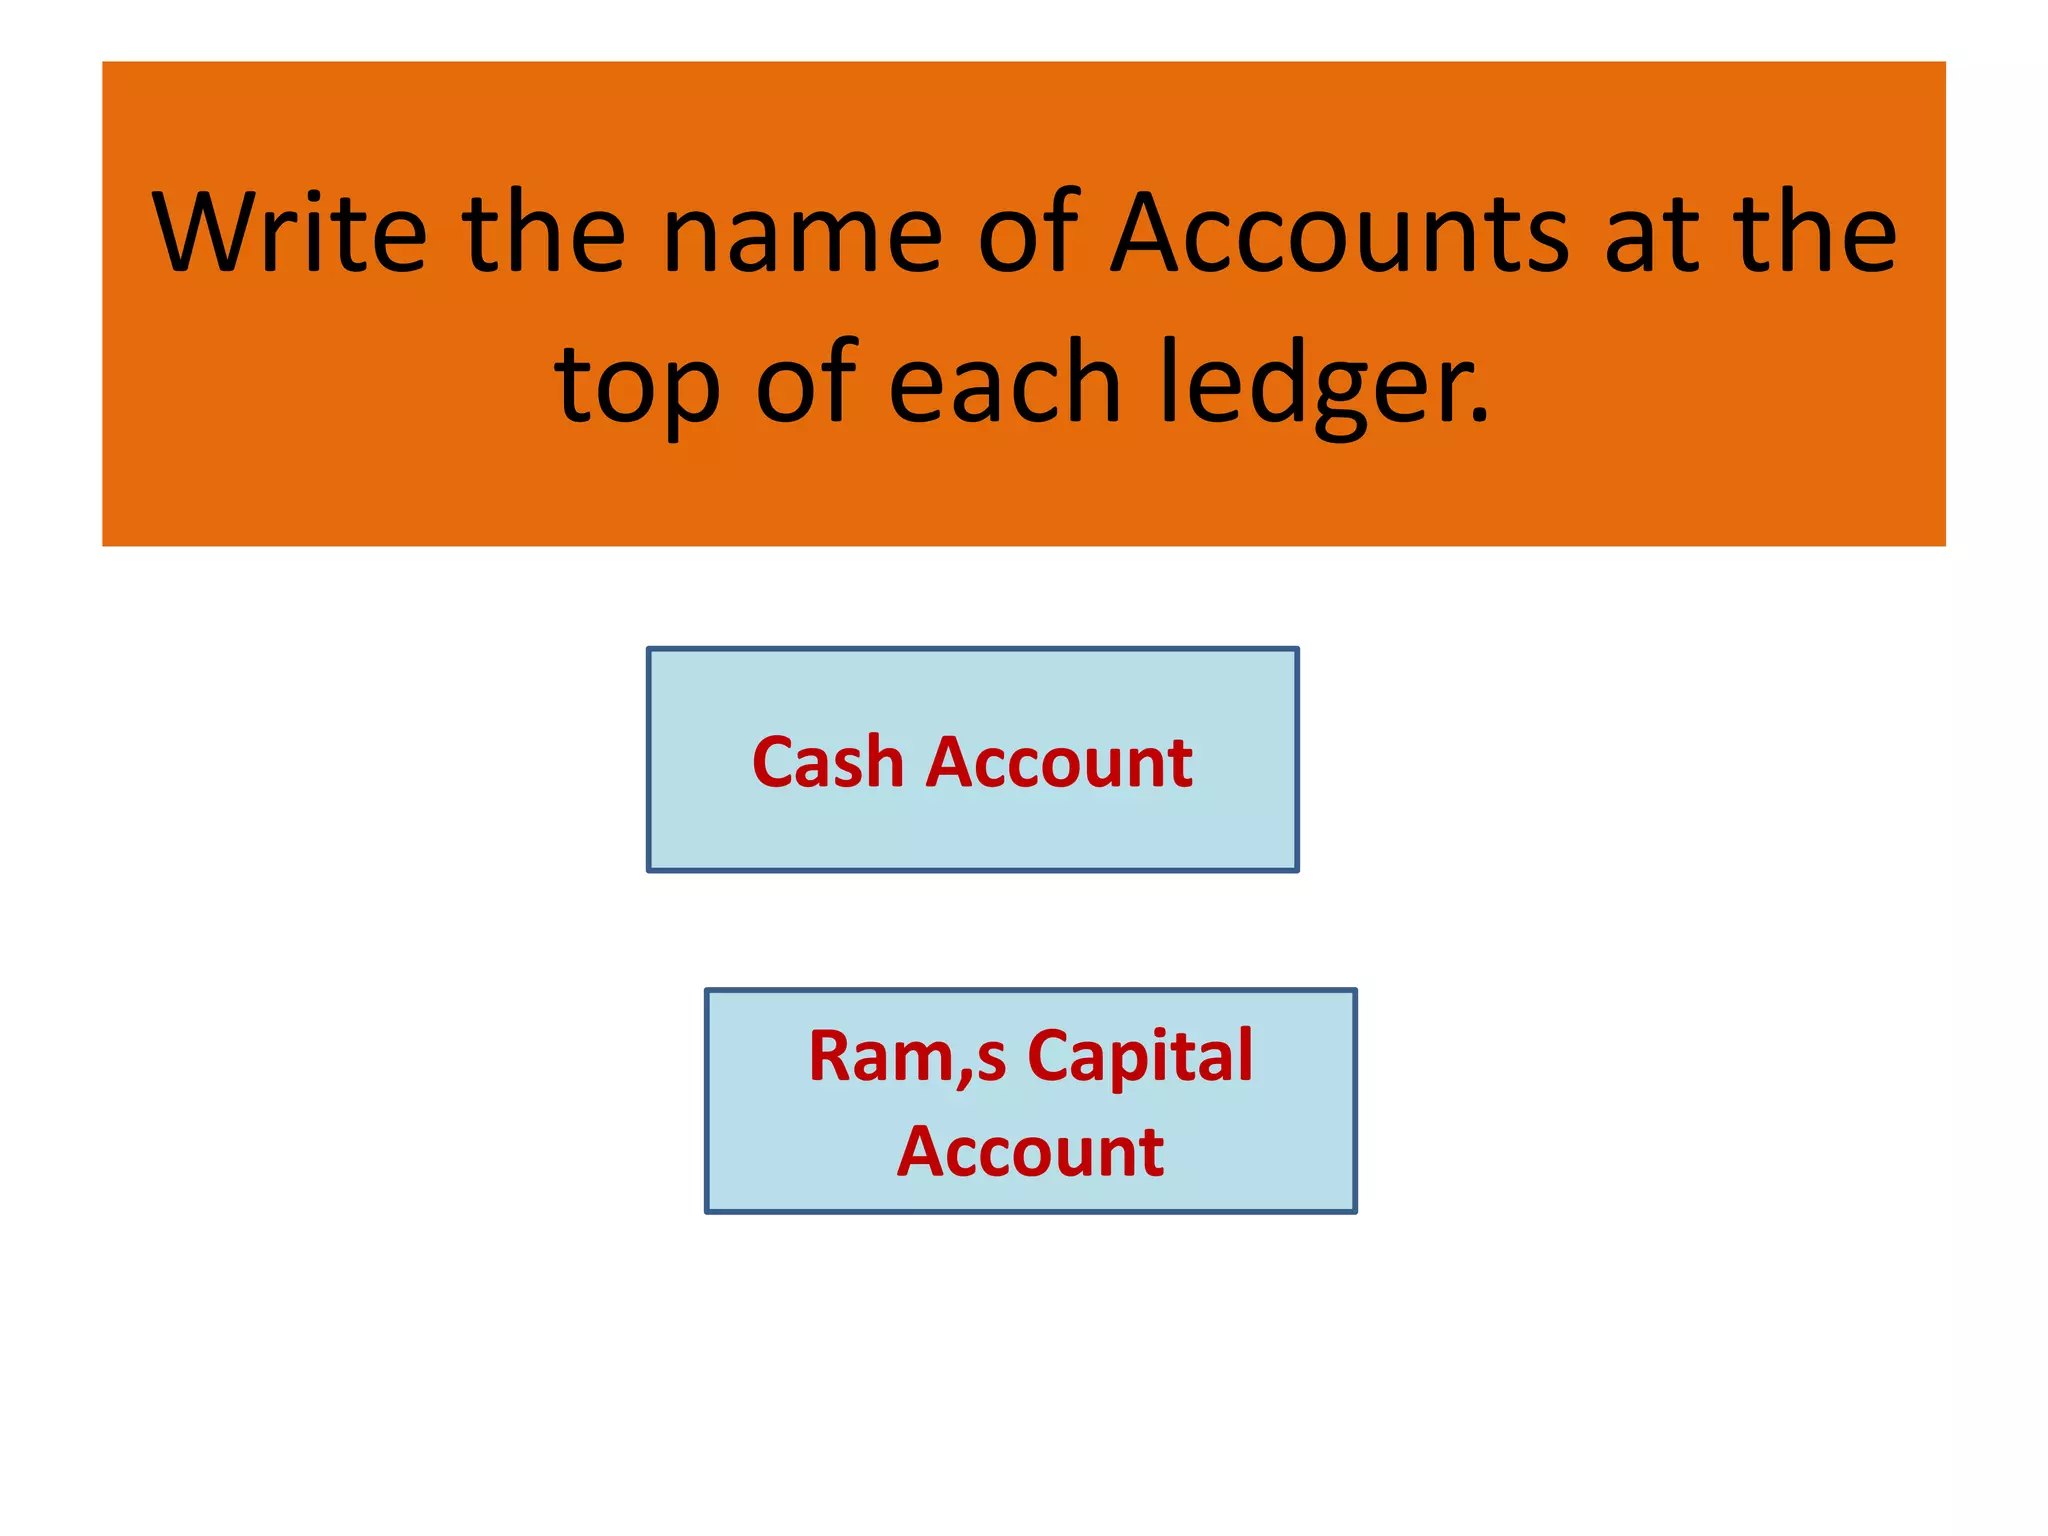 Write the name of Accounts at the
top of each ledger.
Cash Account
Ram,s Capital
Account